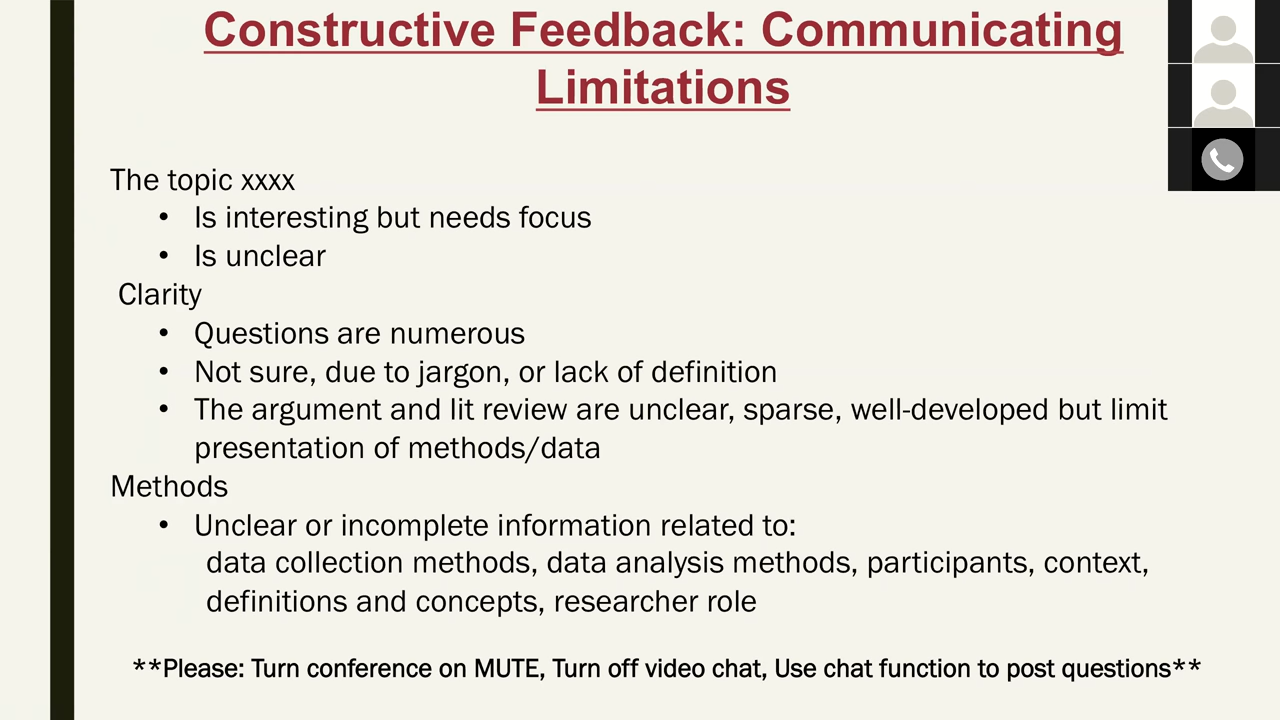 Constructive Feedback: Communicating
Limitations
The topic xxxx
• Is interesting but needs focus
• Is unclear
Clarity
• Questions are numerous
• Not sure, due to jargon, or lack of definition
• The argument and lit review are unclear, sparse, well-developed but limit
presentation of methods/data
Methods
• Unclear or incomplete information related to:
data collection methods, data analysis methods, participants, context,
definitions and concepts, researcher role
**Please: Turn conference on MUTE, Turn off video chat, Use chat function to post questions**